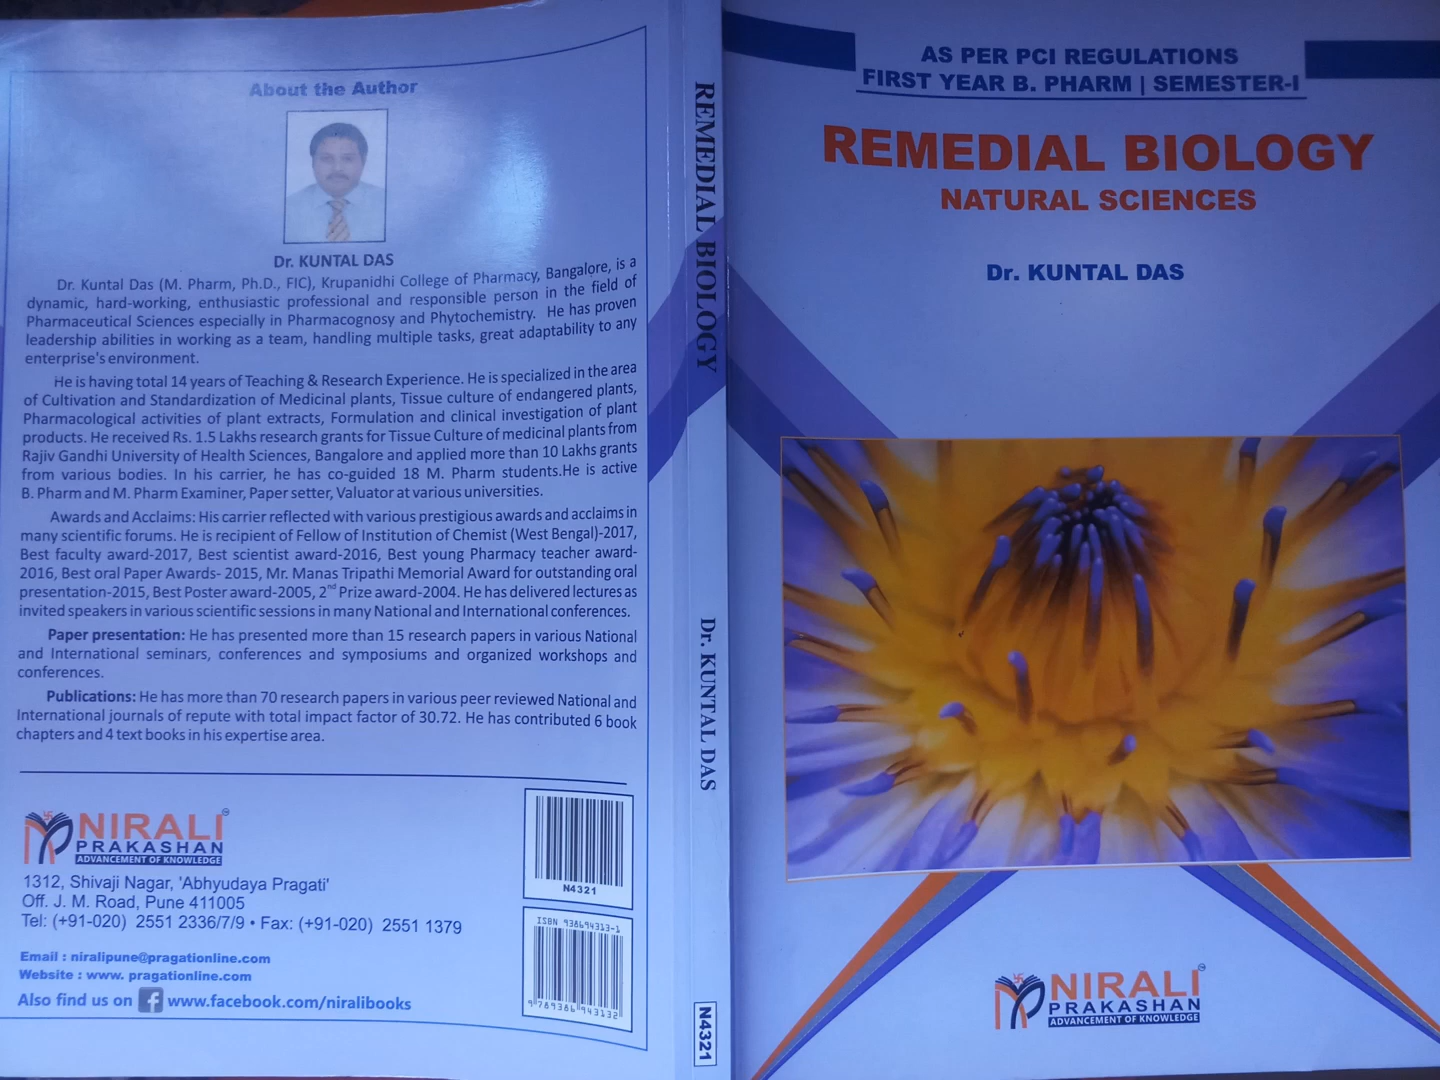 About the Author
Dr. KUNTAL DAS
Dr. Kuntal Das (M. Pharm, Ph.D., FIC), Krupanidhi College of Pharmacy, Bangalore, is a
dynamic, hard-working, enthusiastic professional and responsible person in the field of
Pharmaceutical Sciences especially in Pharmacognosy and Phytochemistry. He has proven
leadership abilities in working as a team, handling multiple tasks, great adaptability to any
enterprise's environment.
He is having total 14 years of Teaching & Research Experience. He is specialized in the area
of Cultivation and Standardization of Medicinal plants, Tissue culture of endangered plants,
Pharmacological activities of plant extracts, Formulation and clinical investigation of plant
products. He received Rs. 1.5 Lakhs research grants for Tissue Culture of medicinal plants from
Rajiv Gandhi University of Health Sciences, Bangalore and applied more than 10 Lakhs grants
from various bodies. In his carrier, he has co-guided 18 M. Pharm students.He is active
B. Pharm and M. Pharm Examiner, Paper setter, Valuator at various universities.
Awards and Acclaims: His carrier reflected with various prestigious awards and acclaims in
many scientific forums. He is recipient of Fellow of Institution of Chemist (West Bengal)-2017,
Best faculty award-2017, Best scientist award-2016, Best young Pharmacy teacher award-
2016, Best oral Paper Awards- 2015, Mr. Manas Tripathi Memorial Award for outstanding oral
presentation-2015, Best Poster award-2005, 2nd Prize award-2004. He has delivered lectures as
invited speakers in various scientific sessions in many National and International conferences.
Paper presentation: He has presented more than 15 research papers in various National
and International seminars, conferences and symposiums and organized workshops and
conferences.
Publications: He has more than 70 research papers in various peer reviewed National and
International journals of repute with total impact factor of 30.72. He has contributed 6 book
chapters and 4 text books in his expertise area.
NIRALI TM
PRAKASHAN
ADVANCEMENT OF KNOWLEDGE
1312, Shivaji Nagar, 'Abhyudaya Pragati'
Off. J. M. Road, Pune 411005
Tel: (+91-020) 2551 2336/7/9 • Fax: (+91-020) 2551 1379
Email : niralipune@pragationline.com
Website : www. pragationline.com
Also find us on f www.facebook.com/niralibooks
N4321
ISBN 938694313-1
9 789386 943132
REMEDIAL BIOLOGY
Dr. KUNTAL DAS
N4321
AS PER PCI REGULATIONS
FIRST YEAR B. PHARM | SEMESTER-I
REMEDIAL BIOLOGY
NATURAL SCIENCES
Dr. KUNTAL DAS
NIRALI TM
PRAKASHAN
ADVANCEMENT OF KNOWLEDGE